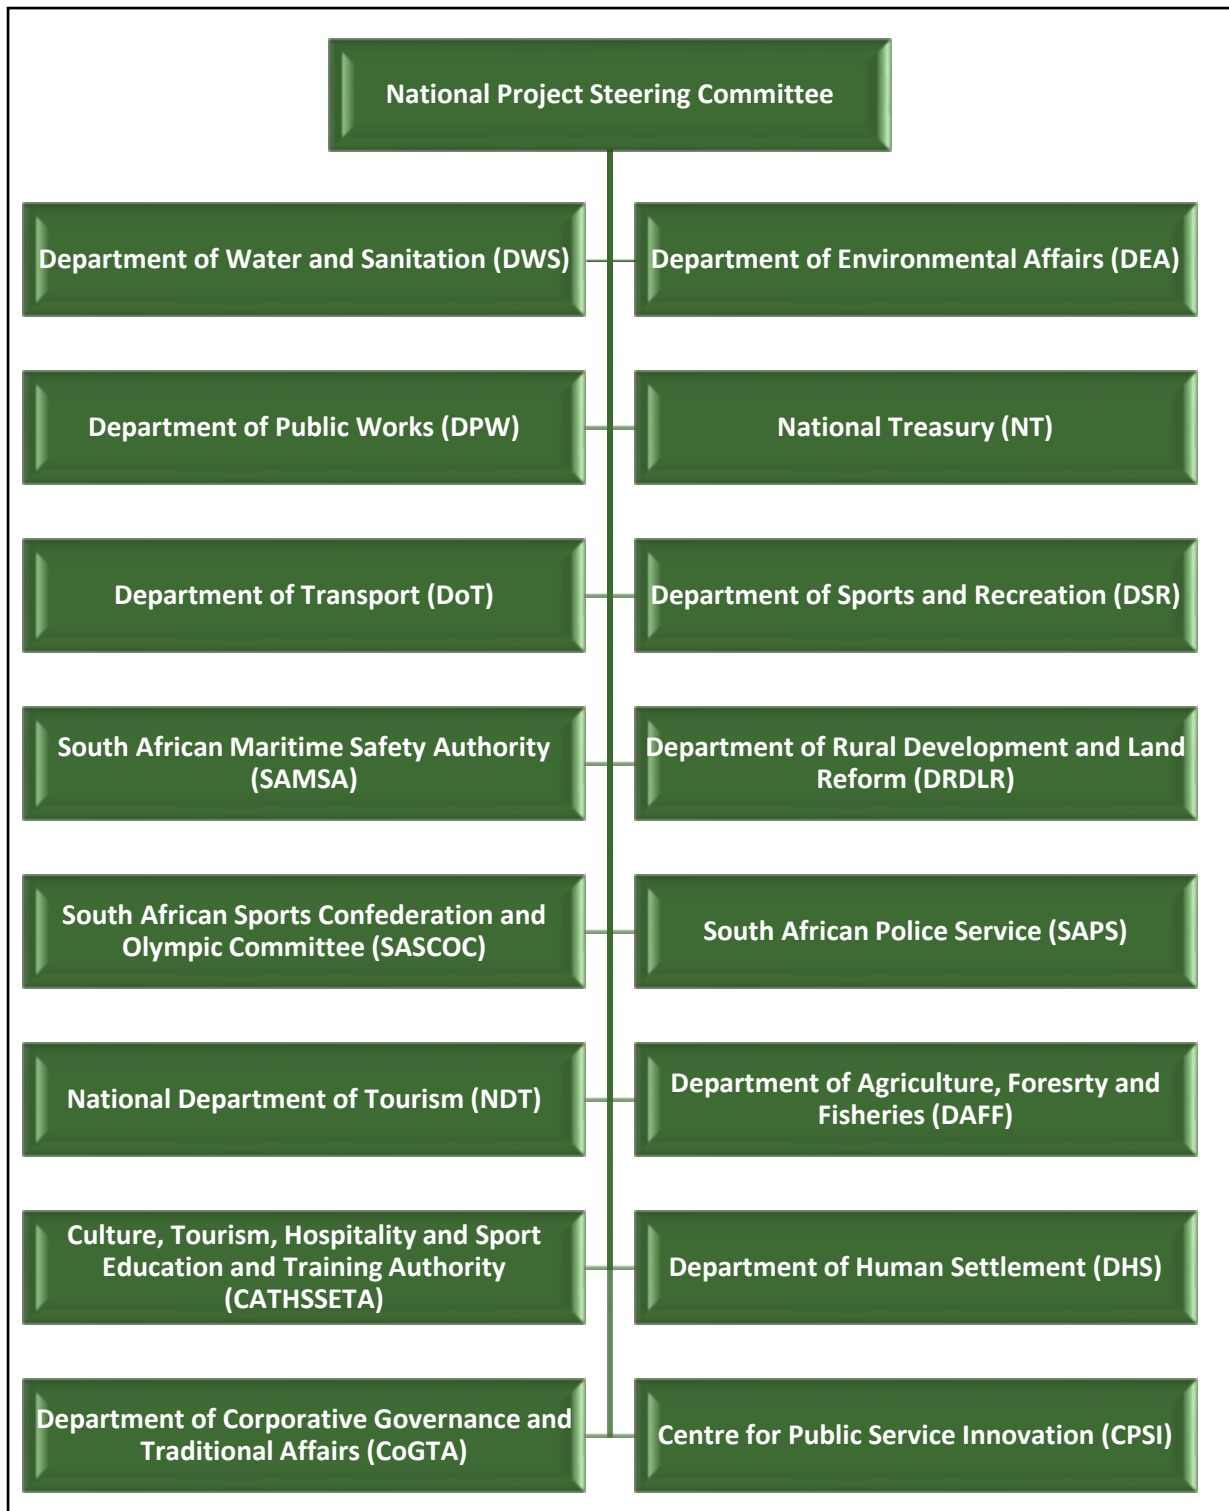 National Project Steering Committee
Department of Water and Sanitation (DWS)
Department of Environmental Affairs (DEA)
Department of Public Works (DPW)
National Treasury (NT)
Department of Transport (DoT)
Department of Sports and Recreation (DSR)
South African Maritime Safety Authority
(SAMSA)
Department of Rural Development and Land
Reform (DRDLR)
South African Sports Confederation and
Olympic Committee (SASCOC)
South African Police Service (SAPS)
National Department of Tourism (NDT)
Department of Agriculture, Foresrty and
Fisheries (DAFF)
Culture, Tourism, Hospitality and Sport
Education and Training Authority
(CATHSSETA)
Department of Human Settlement (DHS)
Department of Corporative Governance and
Traditional Affairs (CoGTA)
Centre for Public Service Innovation (CPSI)